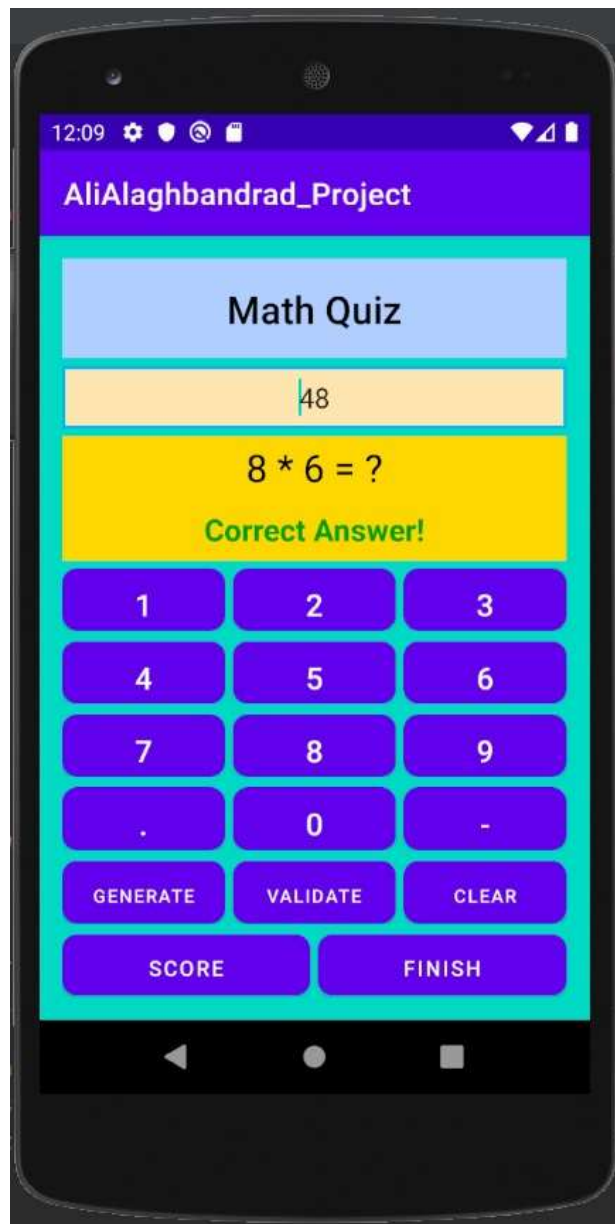 12:09
AliAlaghbandrad_Project
Math Quiz
48
8 * 6 = ?
Correct Answer!
1 2 3
4 5 6
7 8 9
. 0 -
GENERATE VALIDATE CLEAR
SCORE FINISH